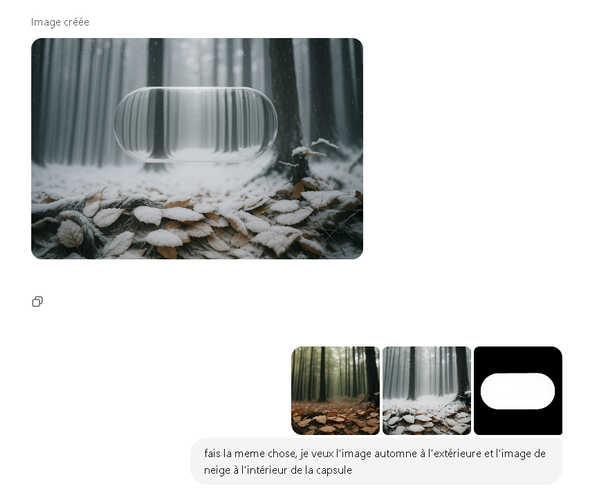 Image créée
fais la meme chose, je veux l'image automne à l'extérieure et l'image de
neige à l'intérieur de la capsule